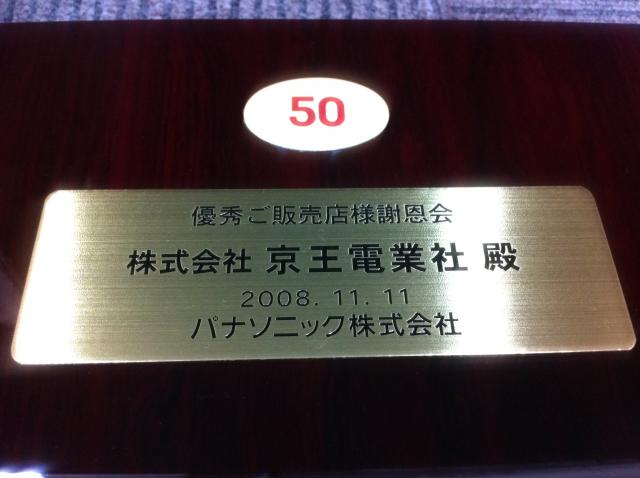 50
優秀ご販売店様謝恩会
株式会社 京王電業社 殿
2008. 11. 11
パナソニック株式会社